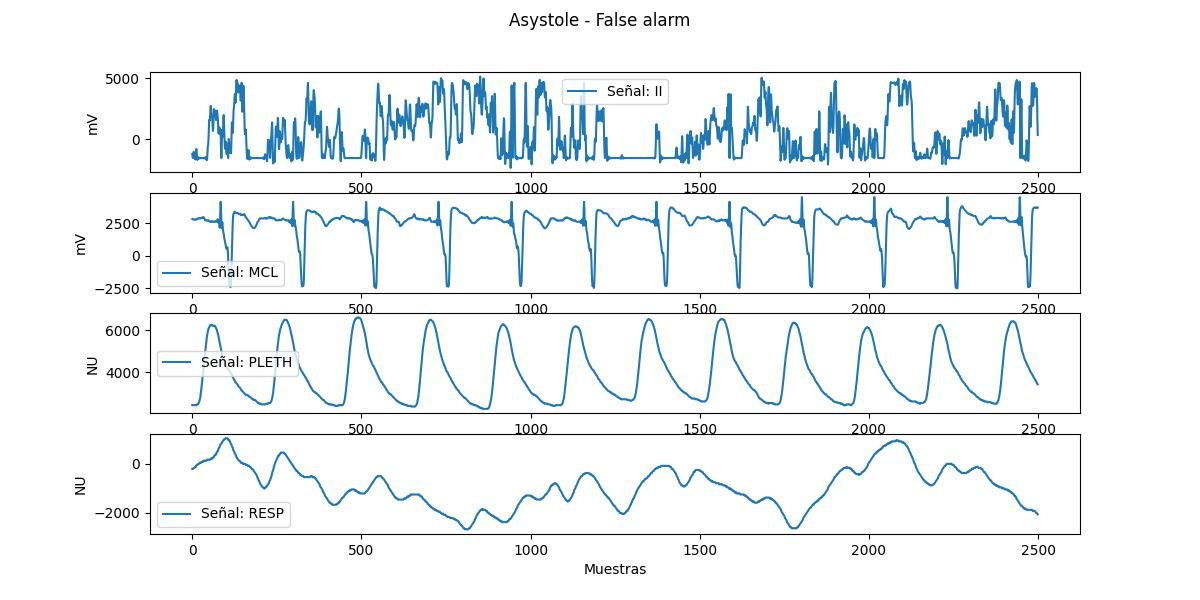 Asystole - False alarm
5000
0
mV
Señal: II
0 500 1000 1500 2000 2500
2500
0
−2500
mV
Señal: MCL
0 500 1000 1500 2000 2500
6000
4000
NU
Señal: PLETH
0 500 1000 1500 2000 2500
0
−2000
NU
Señal: RESP
0 500 1000 1500 2000 2500
Muestras